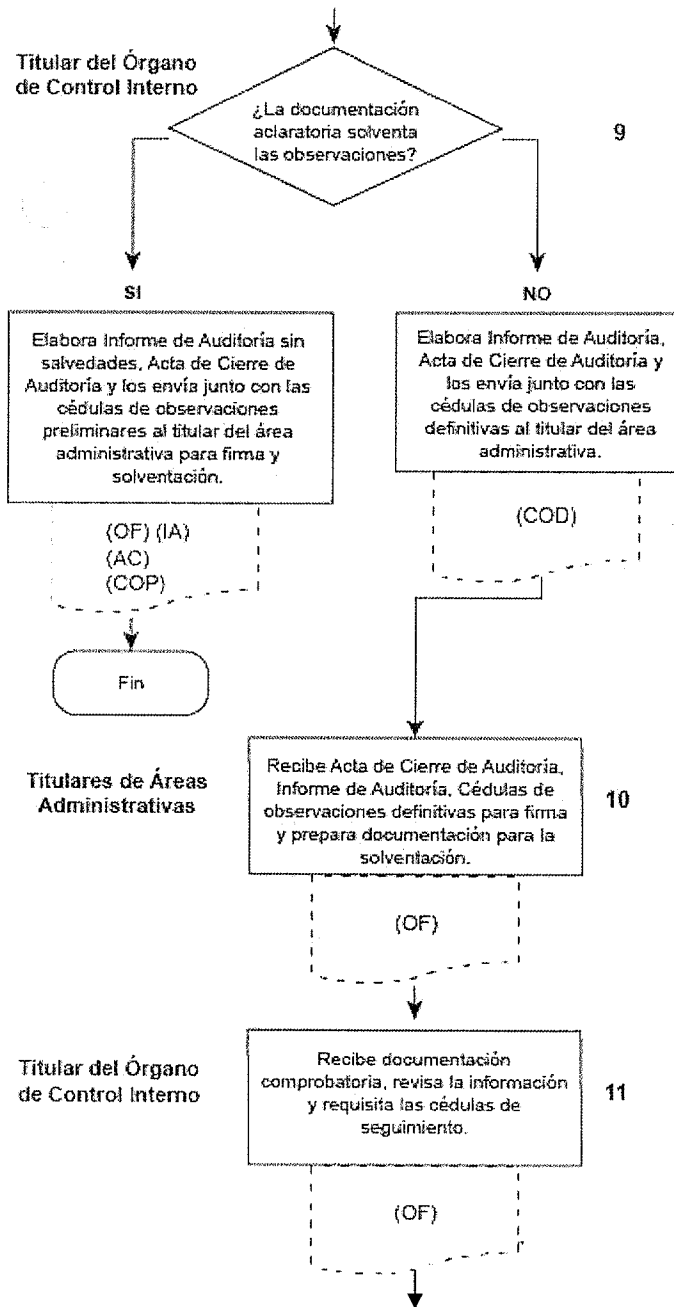 Titular del Órgano
de Control Interno
¿La documentación
aclaratoria solventa
las observaciones?
9
SI
Elabora Informe de Auditoría sin
salvedades, Acta de Cierre de
Auditoría y los envía junto con las
cédulas de observaciones
preliminares al titular del área
administrativa para firma y
solventación.
(OF) (IA)
(AC)
(COP)
Fin
NO
Elabora Informe de Auditoría,
Acta de Cierre de Auditoría y
los envía junto con las
cédulas de observaciones
definitivas al titular del área
administrativa.
(COD)
Titulares de Áreas
Administrativas
Recibe Acta de Cierre de Auditoría,
Informe de Auditoría, Cédulas de
observaciones definitivas para firma
y prepara documentación para la
solventación.
10
(OF)
Titular del Órgano
de Control Interno
Recibe documentación
comprobatoria, revisa la información
y requisita las cédulas de
seguimiento.
11
(OF)